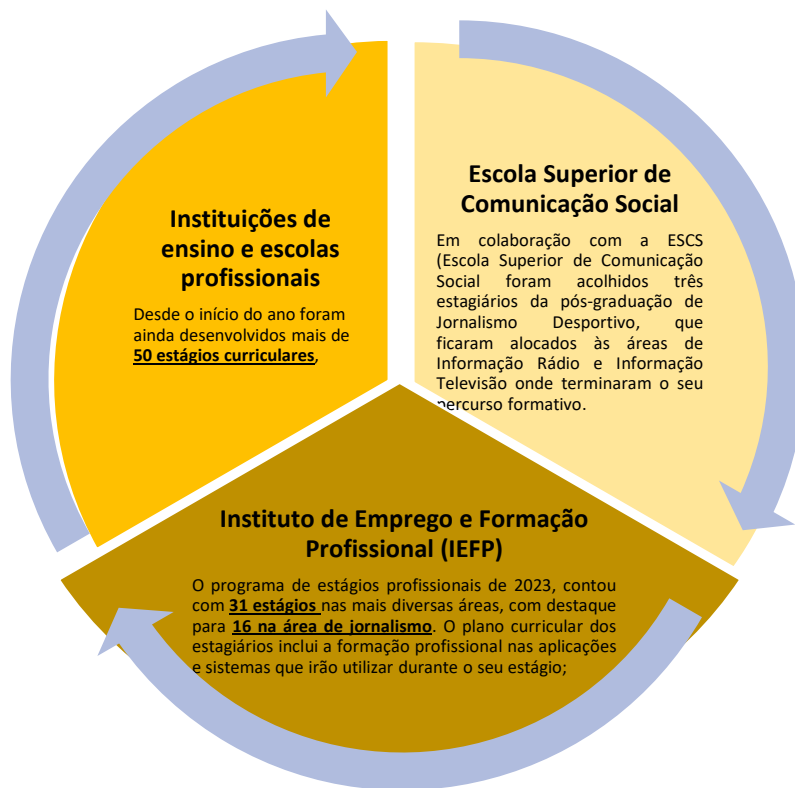 Instituições de
ensino e escolas
profissionais
Desde o início do ano foram
ainda desenvolvidos mais de
50 estágios curriculares,
Escola Superior de
Comunicação Social
Em colaboração com a ESCS
(Escola Superior de Comunicação
Social foram acolhidos três
estagiários da pós-graduação de
Jornalismo Desportivo, que
ficaram alocados às áreas de
Informação Rádio e Informação
Televisão onde terminaram o seu
percurso formativo.
Instituto de Emprego e Formação
Profissional (IEFP)
O programa de estágios profissionais de 2023, contou
com 31 estágios nas mais diversas áreas, com destaque
para 16 na área de jornalismo. O plano curricular dos
estagiários inclui a formação profissional nas aplicações
e sistemas que irão utilizar durante o seu estágio;